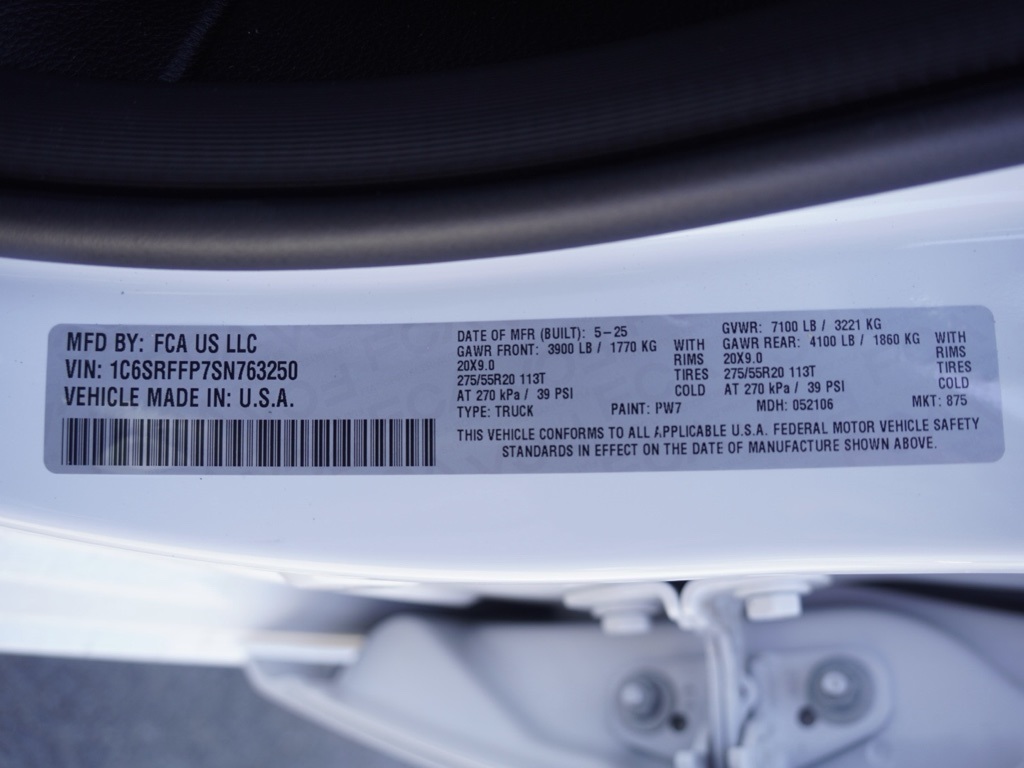 MFD BY: FCA US LLC
VIN: 1C6SRFFP7SN763250
VEHICLE MADE IN: U.S.A.
DATE OF MFR (BUILT): 5-25
GAWR FRONT: 3900 LB / 1770 KG WITH
20X9.0 RIMS
275/55R20 113T TIRES
AT 270 kPa / 39 PSI COLD
GVWR: 7100 LB / 3221 KG
GAWR REAR: 4100 LB / 1860 KG WITH
20X9.0 RIMS
275/55R20 113T TIRES
AT 270 kPa / 39 PSI COLD
TYPE: TRUCK PAINT: PW7 MDH: 052106 MKT: 875
THIS VEHICLE CONFORMS TO ALL APPLICABLE U.S.A. FEDERAL MOTOR VEHICLE SAFETY
STANDARDS IN EFFECT ON THE DATE OF MANUFACTURE SHOWN ABOVE.